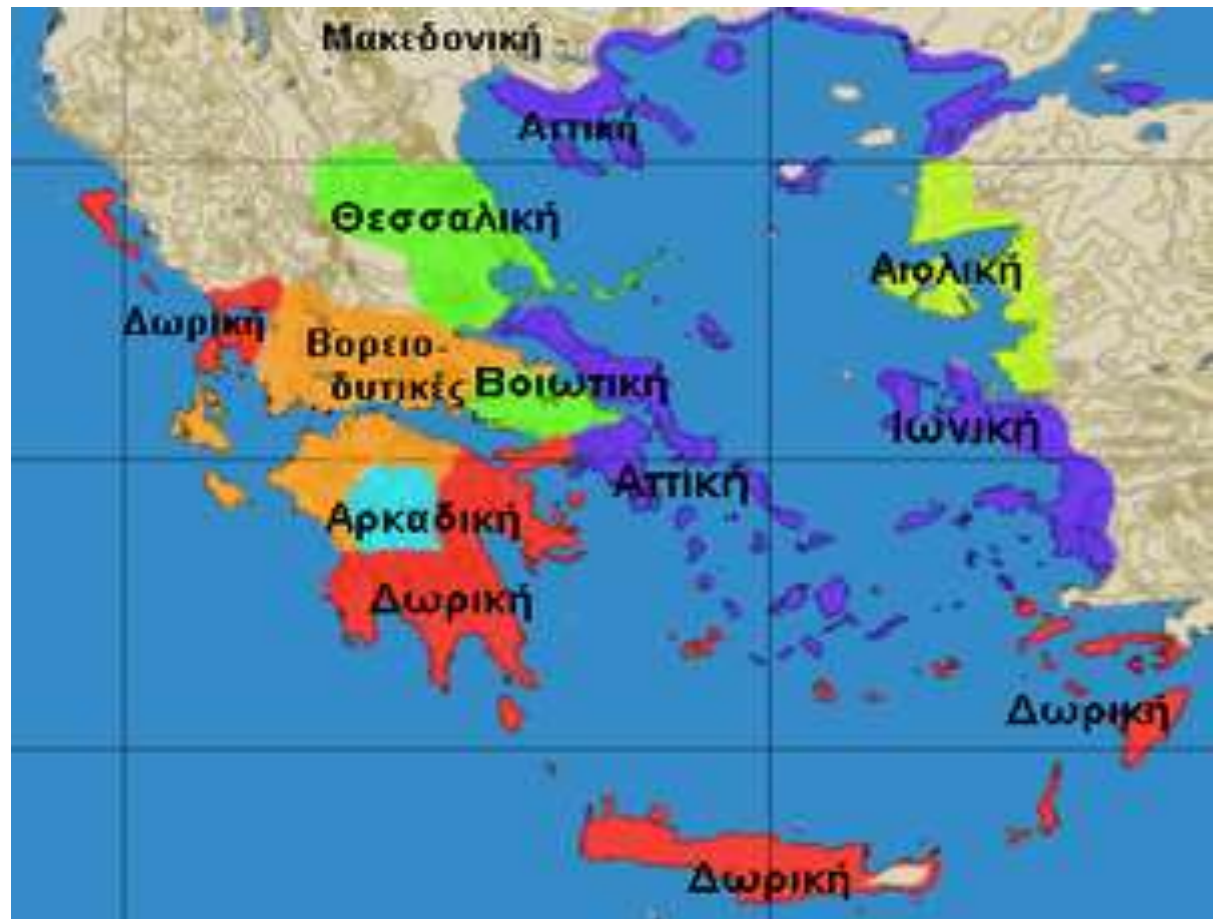 Μακεδονική
Αττική
Θεσσαλική
Αιολική
Δωρική
Βορειο-
δυτικές
Βοιωτική
Ιωνική
Αττική
Αρκαδική
Δωρική
Δωρική
Δωρική